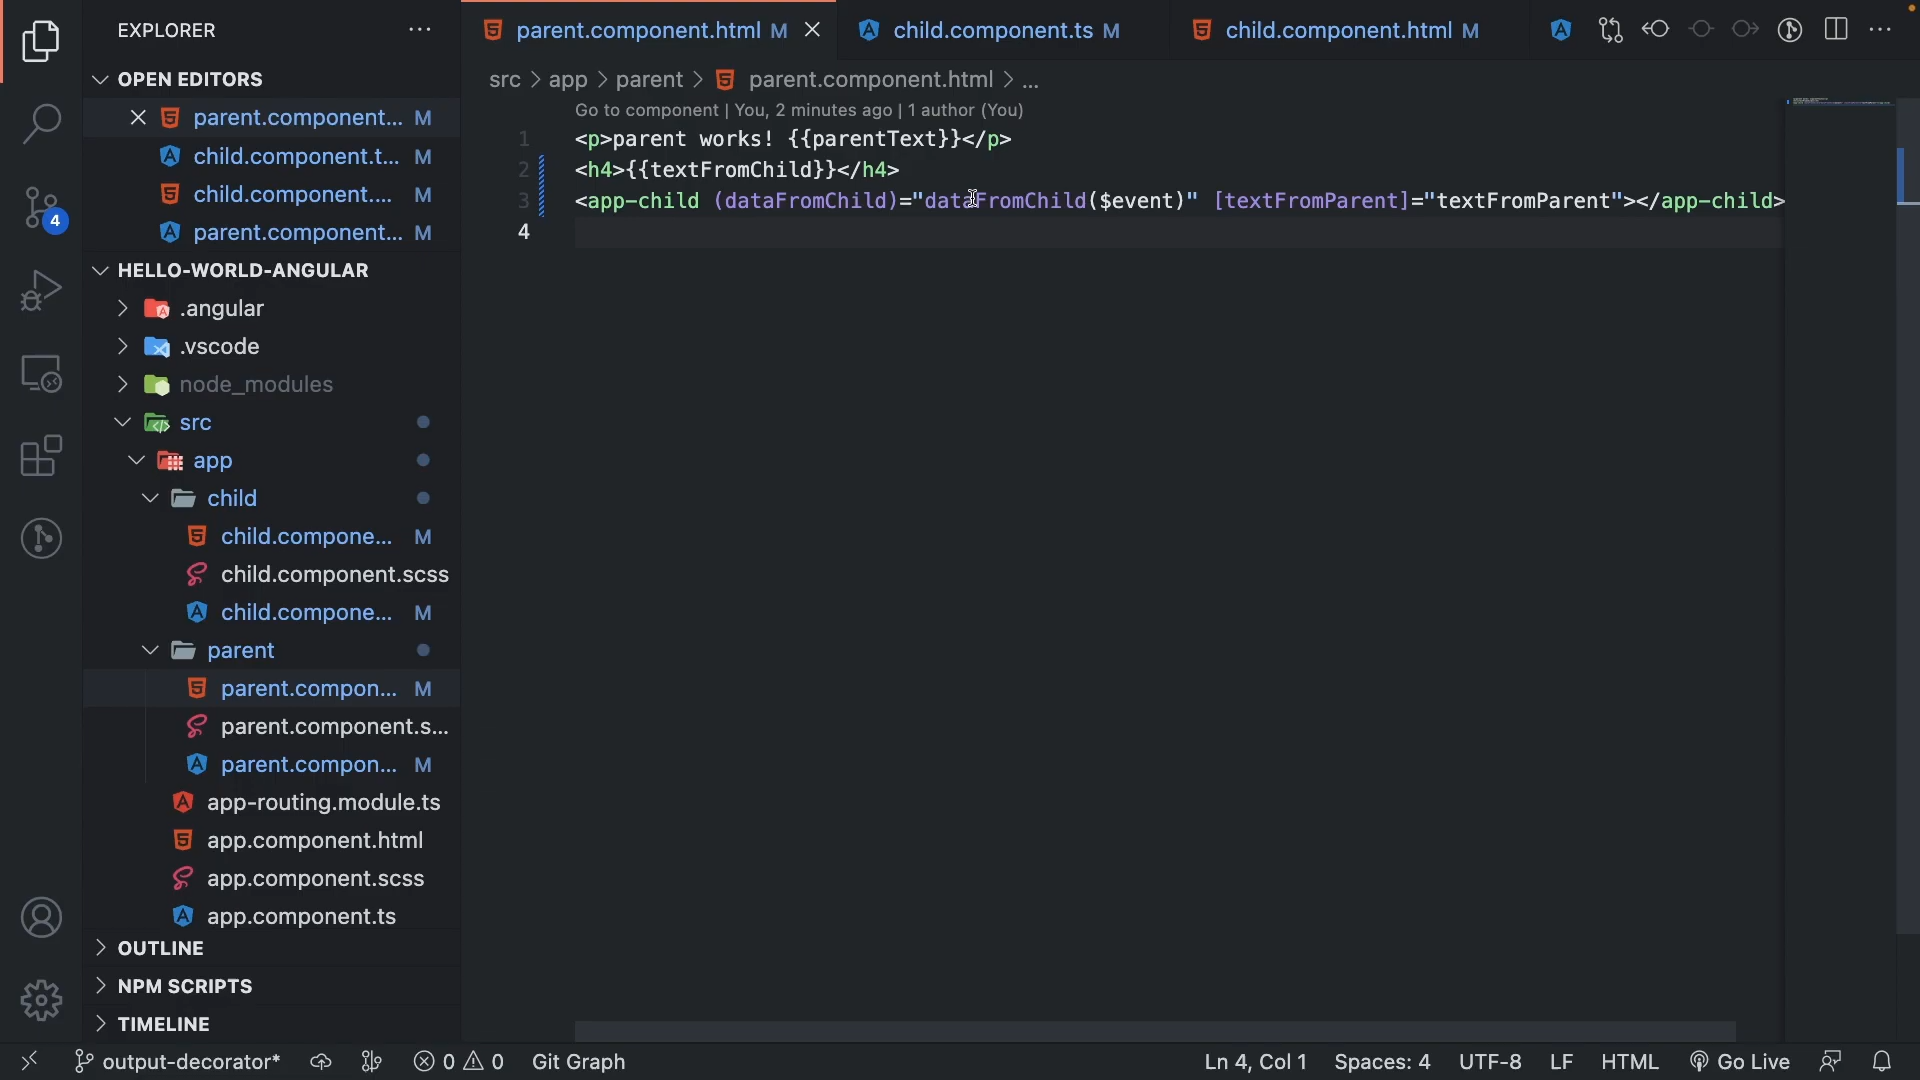 EXPLORER
OPEN EDITORS
parent.component... M
child.component.t... M
child.component.... M
parent.component... M
4
HELLO-WORLD-ANGULAR
.angular
.vscode
node_modules
src
app
child
child.compone... M
child.component.scss
child.compone... M
parent
parent.compon... M
parent.component.s...
parent.compon... M
app-routing.module.ts
app.component.html
app.component.scss
app.component.ts
OUTLINE
NPM SCRIPTS
TIMELINE
parent.component.html M
child.component.ts M
child.component.html M
src > app > parent > parent.component.html > ...
Go to component | You, 2 minutes ago | 1 author (You)
1 <p>parent works! {{parentText}}</p>
2 <h4>{{textFromChild}}</h4>
3 <app-child (dataFromChild)="dataFromChild($event)" [textFromParent]="textFromParent"></app-child>
4
output-decorator* 0 0 Git Graph Ln 4, Col 1 Spaces: 4 UTF-8 LF HTML Go Live